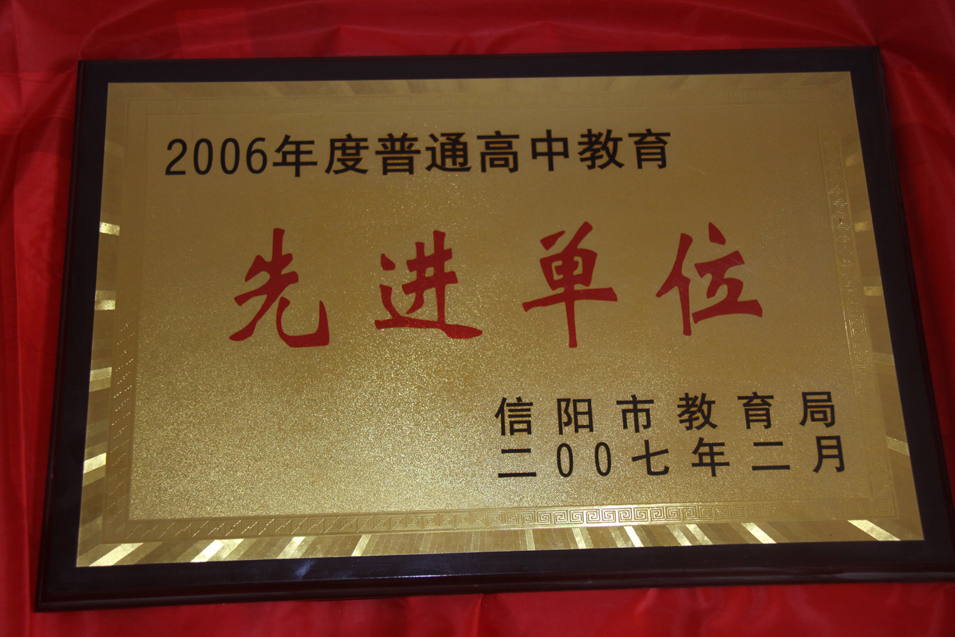 2006年度普通高中教育
先进单位
信阳市教育局
二00七年二月